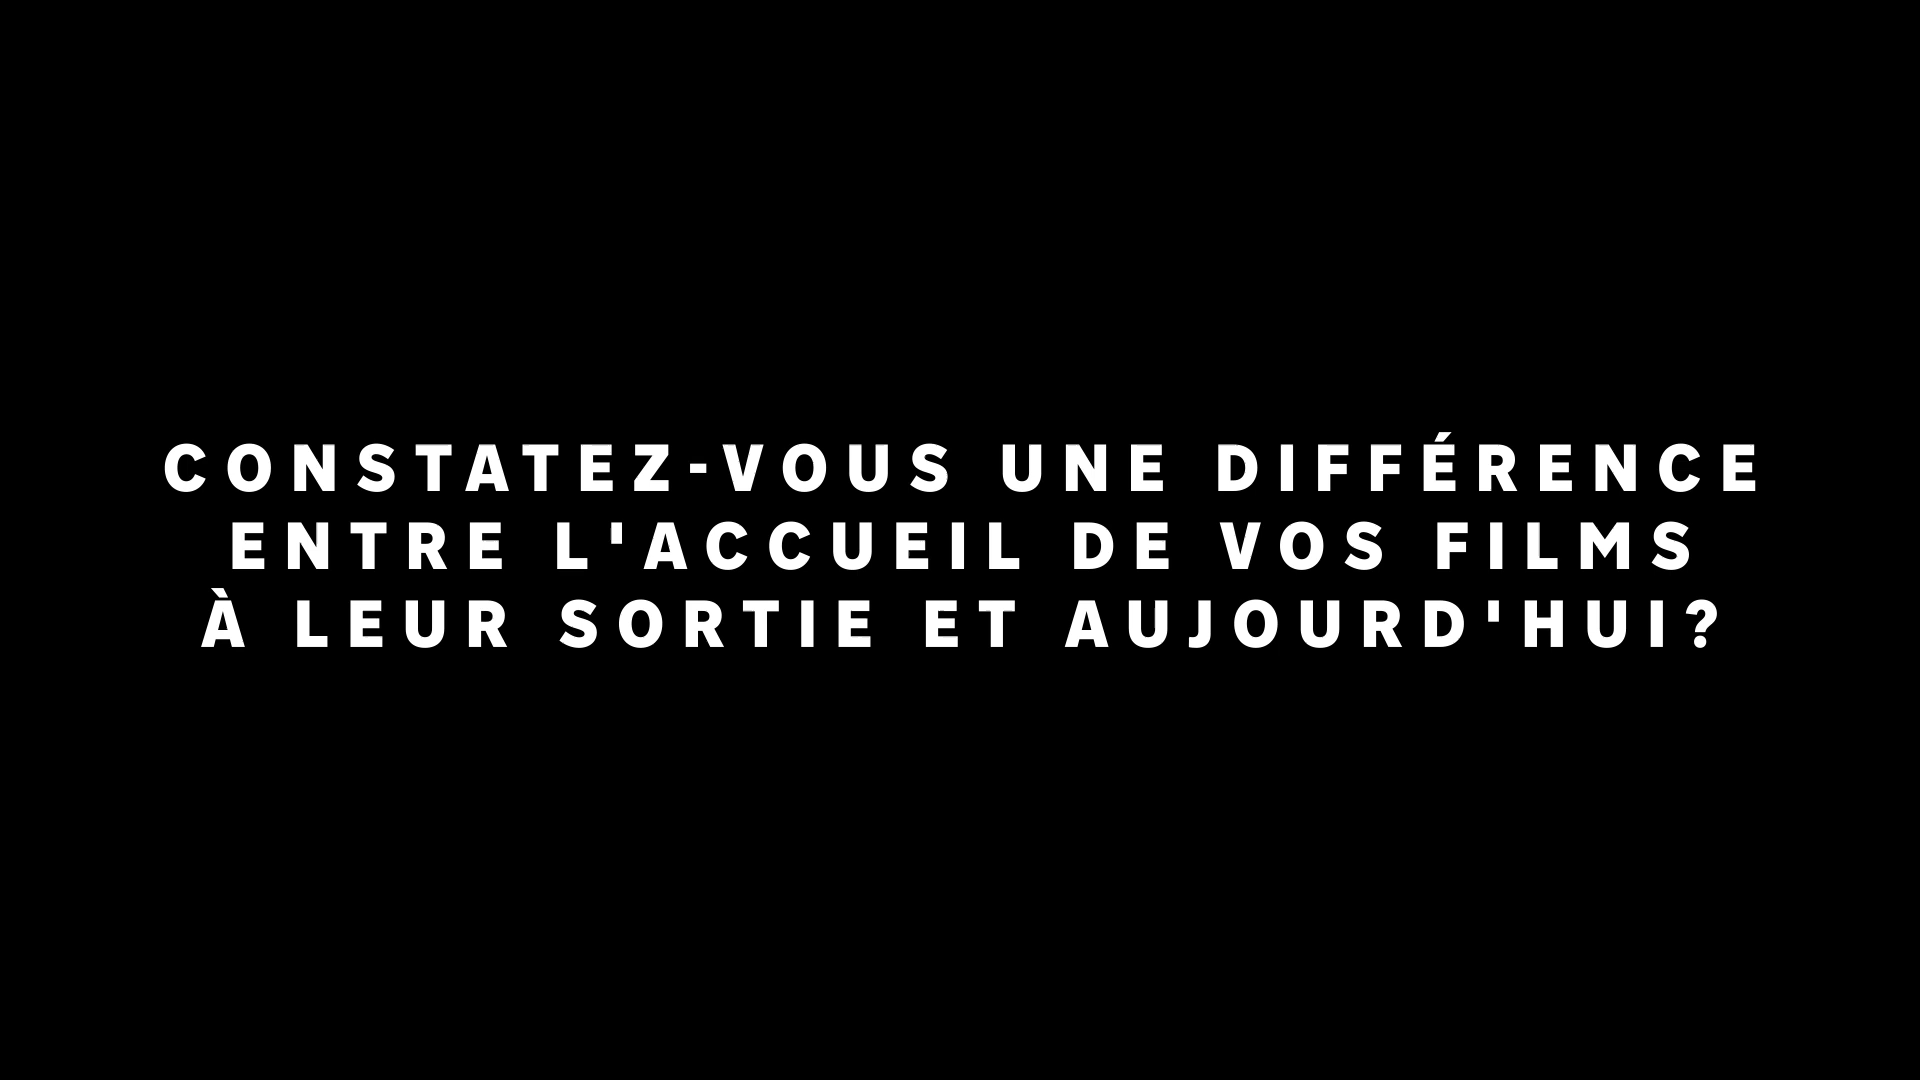 CONSTATEZ-VOUS UNE DIFFÉRENCE
ENTRE L'ACCUEIL DE VOS FILMS
À LEUR SORTIE ET AUJOURD'HUI?